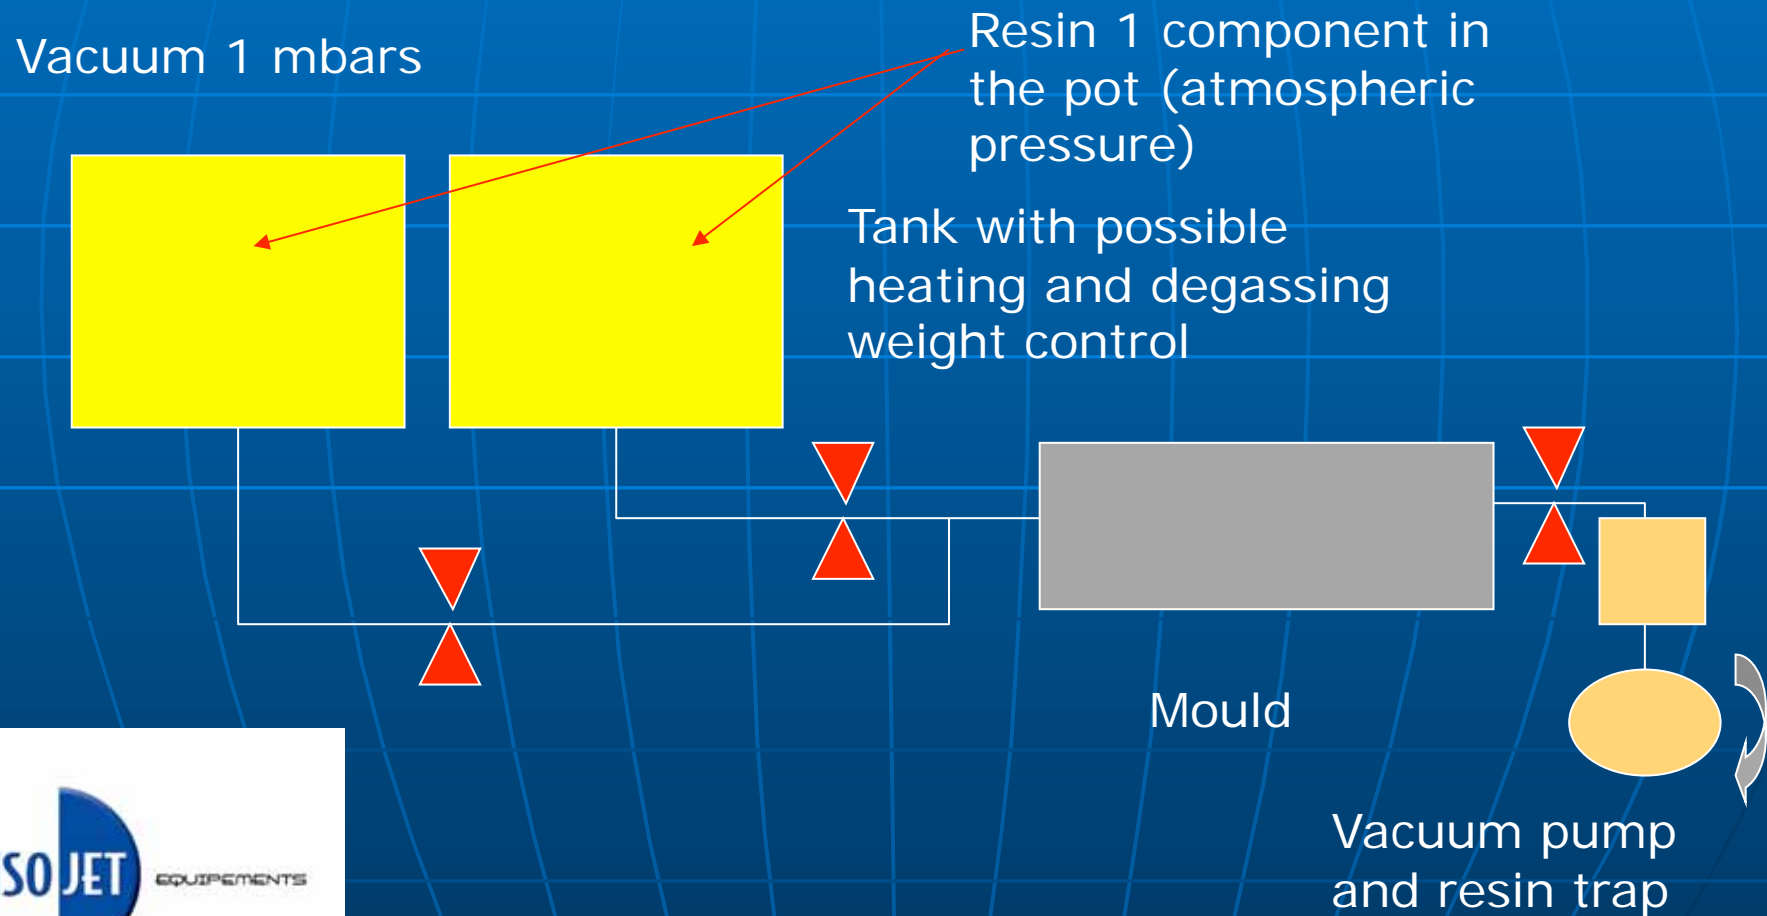 Vacuum 1 mbars
Resin 1 component in
the pot (atmospheric
pressure)
Tank with possible
heating and degassing
weight control
Mould
Vacuum pump
and resin trap
SOJET EQUIPEMENTS